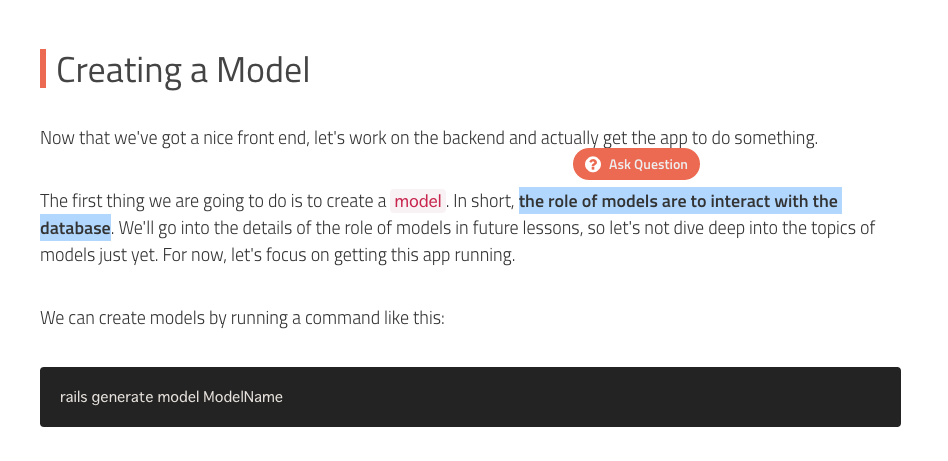 Creating a Model
Now that we've got a nice front end, let's work on the backend and actually get the app to do something.
Ask Question
The first thing we are going to do is to create a model. In short, the role of models are to interact with the
database. We'll go into the details of the role of models in future lessons, so let's not dive deep into the topics of
models just yet. For now, let's focus on getting this app running.
We can create models by running a command like this:
rails generate model ModelName